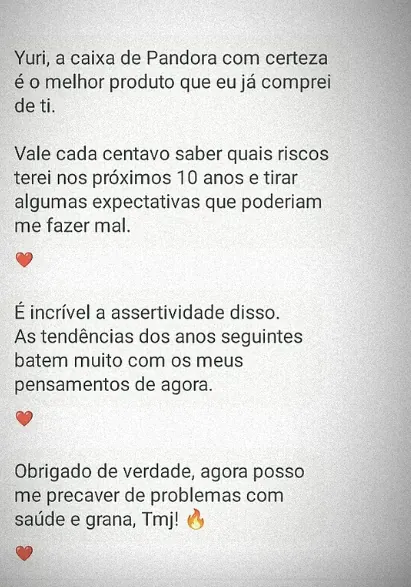 Yuri, a caixa de Pandora com certeza
é o melhor produto que eu já comprei
de ti.
Vale cada centavo saber quais riscos
terei nos próximos 10 anos e tirar
algumas expectativas que poderiam
me fazer mal.
❤️
É incrível a assertividade disso.
As tendências dos anos seguintes
batem muito com os meus
pensamentos de agora.
❤️
Obrigado de verdade, agora posso
me precaver de problemas com
saúde e grana, Tmj! 🔥
❤️